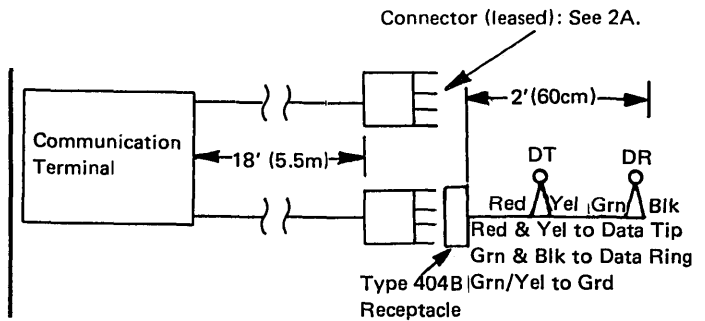 Connector (leased): See 2A.
2'(60cm)
Communication
Terminal
18' (5.5m)
DT
DR
Red
Yel
Grn
Blk
Red & Yel to Data Tip
Grn & Blk to Data Ring
Grn/Yel to Grd
Type 404B
Receptacle